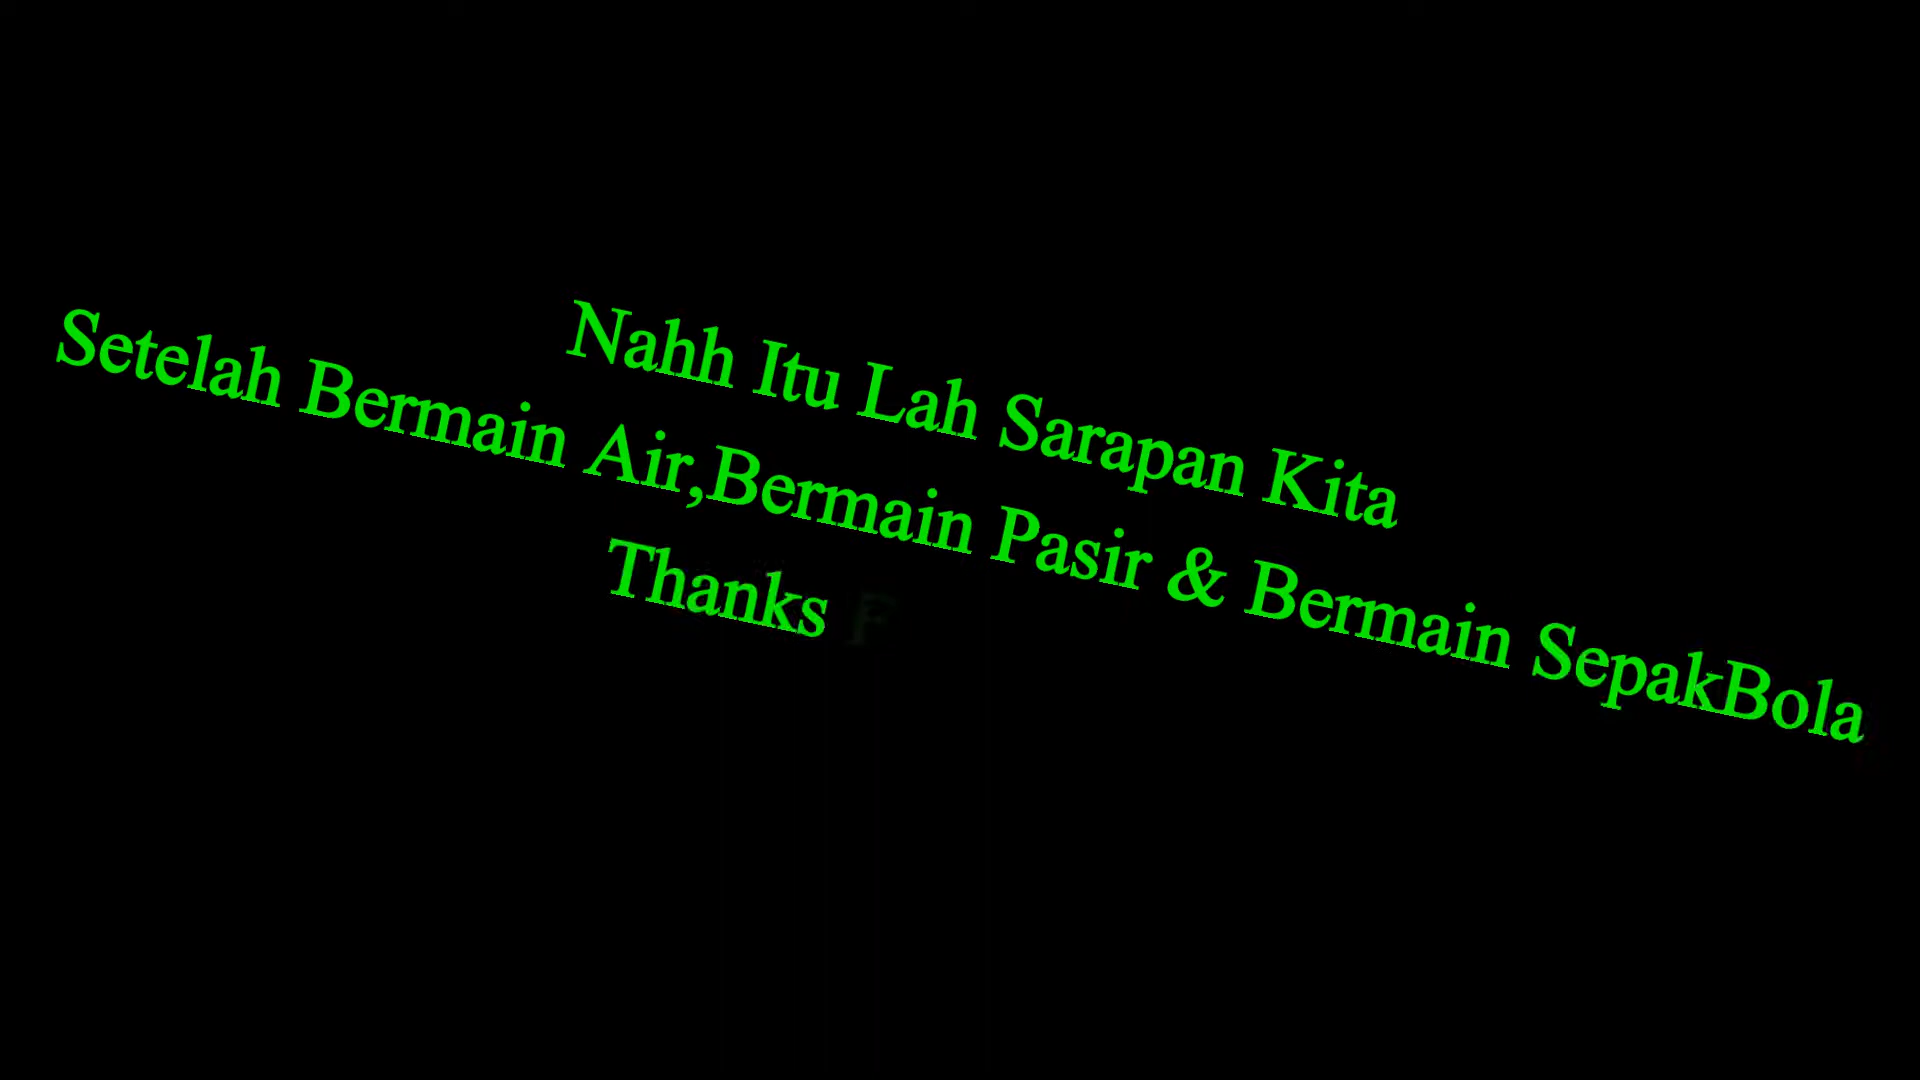 Nahh Itu Lah Sarapan Kita
Setelah Bermain Air,Bermain Pasir & Bermain SepakBola
Thanks F